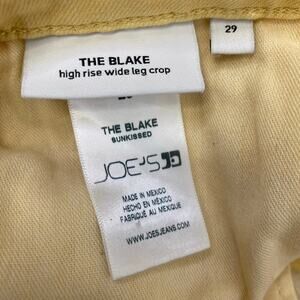 THE BLAKE
high rise wide leg crop
29
THE BLAKE
SUNKISSED
JOE'S
MADE IN MEXICO
HECHO EN MÉXICO
FABRIQUÉ AU MEXIQUE
WWW.JOESJEANS.COM